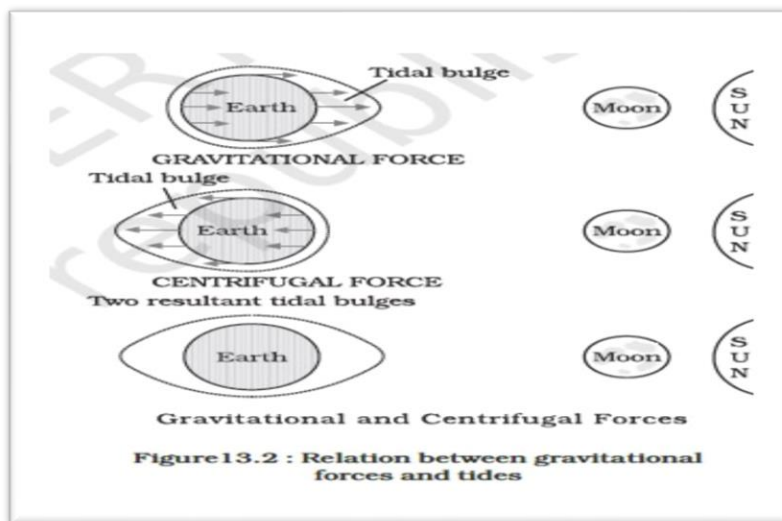 Tidal bulge
Earth
Moon
S
U
N
GRAVITATIONAL FORCE
Tidal bulge
Earth
Moon
S
U
N
CENTRIFUGAL FORCE
Two resultant tidal bulges
Earth
Moon
S
U
N
Gravitational and Centrifugal Forces
Figure13.2 : Relation between gravitational
forces and tides